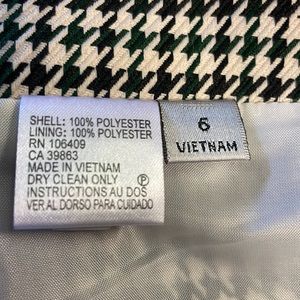 SHELL: 100% POLYESTER
LINING: 100% POLYESTER
RN 106409
CA 39863
MADE IN VIETNAM
DRY CLEAN ONLY
P
INSTRUCTIONS AU DOS
VER AL DORSO PARA CUIDADO
6
VIETNAM